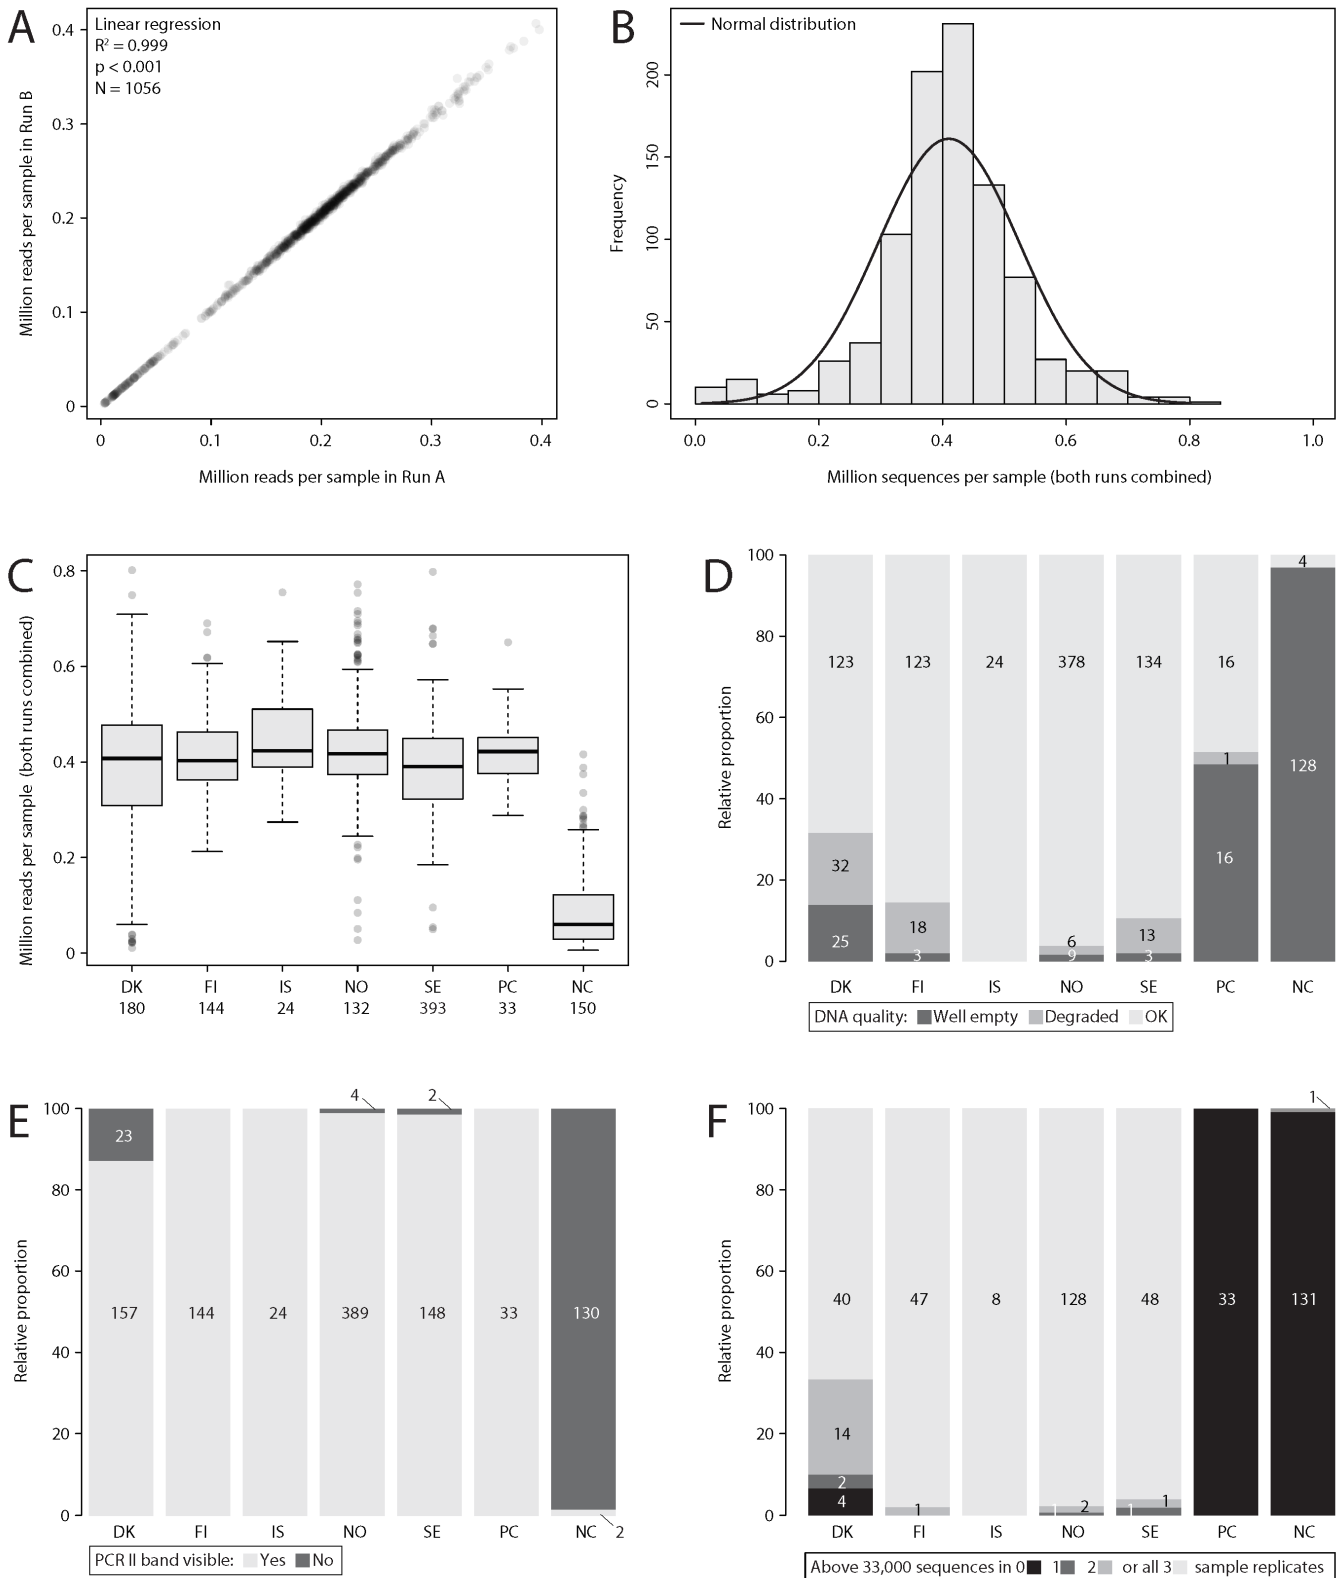 A
Linear regression
R² = 0.999
p < 0.001
N = 1056
Million reads per sample in Run B
0.4
0.3
0.2
0.1
0
0 0.1 0.2 0.3 0.4
Million reads per sample in Run A
B
Normal distribution
Frequency
200
150
100
50
0
0.0 0.2 0.4 0.6 0.8 1.0
Million sequences per sample (both runs combined)
C
Million reads per sample (both runs combined)
0.8
0.6
0.4
0.2
0
DK FI IS NO SE PC NC
180 144 24 132 393 33 150
D
Relative proportion
100
80
60
40
20
0
4
123 123 24 378 134 16
1
128
16
32
18
6
13
25
3
9
3
DK FI IS NO SE PC NC
DNA quality: Well empty Degraded OK
E
Relative proportion
100
80
60
40
20
0
4
2
23
157 144 24 389 148 33 130
2
DK FI IS NO SE PC NC
PCR II band visible: Yes No
F
Relative proportion
100
80
60
40
20
0
1
40 47 8 128 48 33 131
14
2
4
1
1
2
1
1
DK FI IS NO SE PC NC
Above 33,000 sequences in 0 1 2 or all 3 sample replicates